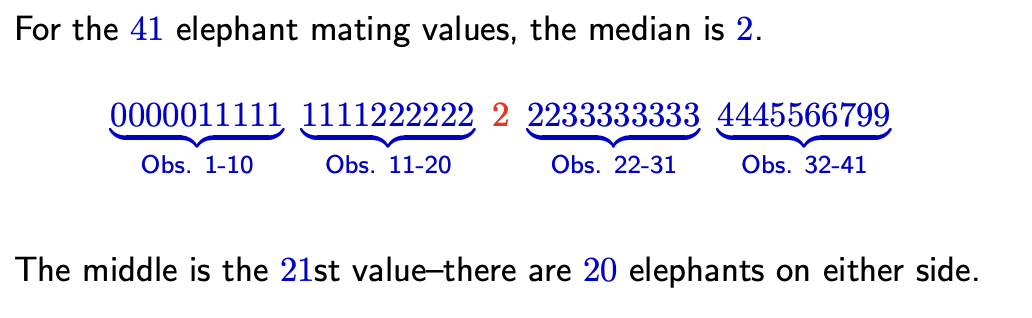 For the 41 elephant mating values, the median is 2.
0000011111 1111222222 2 2233333333 4445566799
Obs. 1-10 Obs. 11-20 Obs. 22-31 Obs. 32-41
The middle is the 21st value–there are 20 elephants on either side.